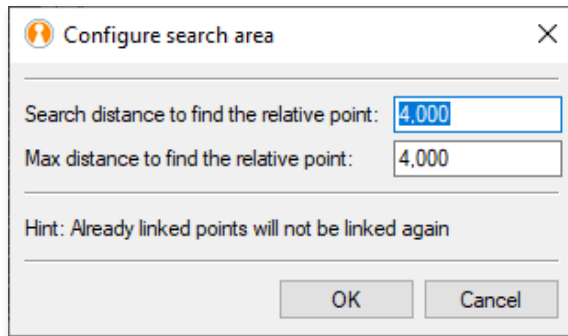 Configure search area
Search distance to find the relative point: 4,000
Max distance to find the relative point: 4,000
Hint: Already linked points will not be linked again
OK Cancel